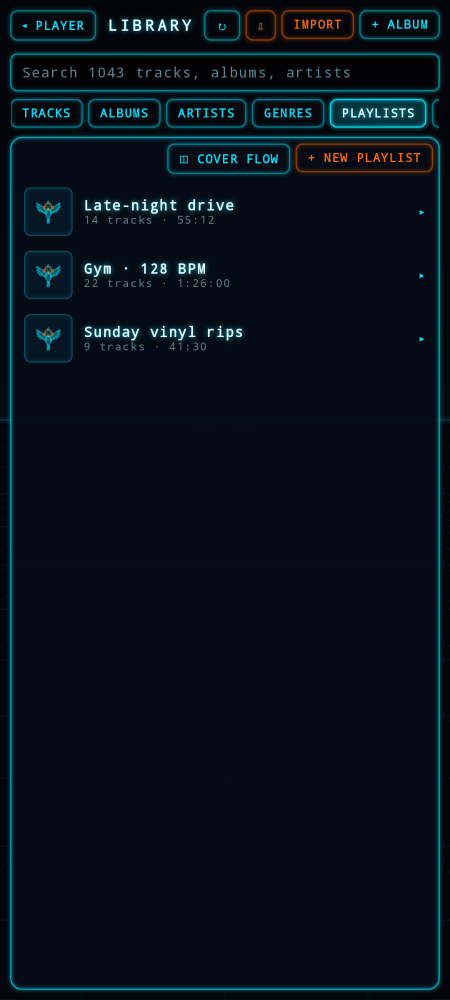 ◂ PLAYER LIBRARY ↻ ⇩ IMPORT + ALBUM
Search 1043 tracks, albums, artists
TRACKS ALBUMS ARTISTS GENRES PLAYLISTS
◫ COVER FLOW + NEW PLAYLIST
Late-night drive
14 tracks · 55:12
Gym · 128 BPM
22 tracks · 1:26:00
Sunday vinyl rips
9 tracks · 41:30